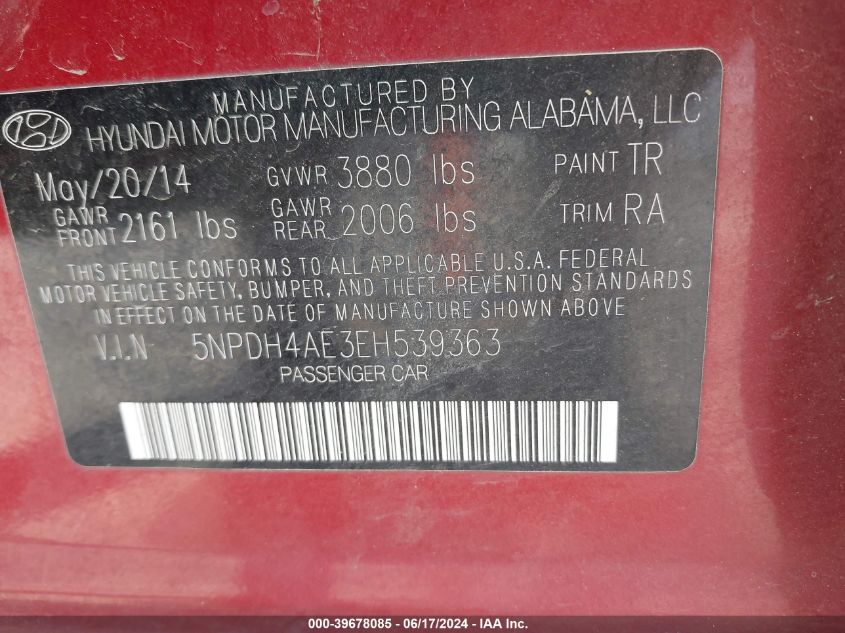 MANUFACTURED BY
HYUNDAI MOTOR MANUFACTURING ALABAMA, LLC
May/20/14 GVWR 3880 lbs PAINT TR
GAWR FRONT 2161 lbs GAWR REAR 2006 lbs TRIM RA
THIS VEHICLE CONFORMS TO ALL APPLICABLE U.S.A. FEDERAL
MOTOR VEHICLE SAFETY, BUMPER, AND THEFT PREVENTION STANDARDS
IN EFFECT ON THE DATE OF MANUFACTURE SHOWN ABOVE
V.I.N 5NPDH4AE3EH539363
PASSENGER CAR
000-39678085 - 06/17/2024 - IAA Inc.